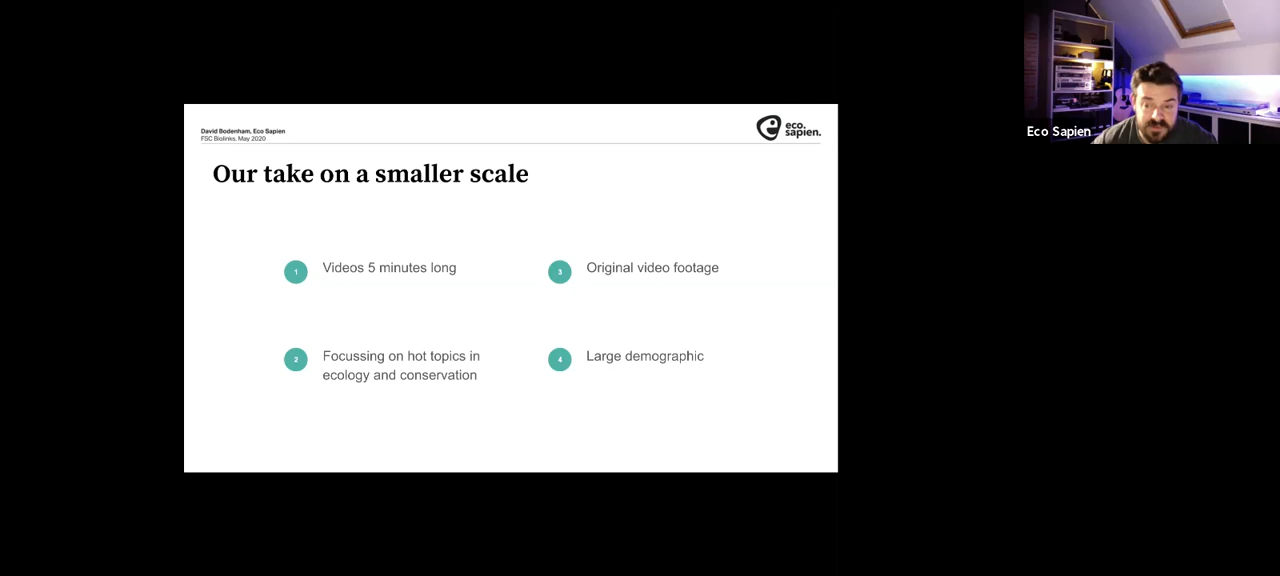 David Bodenham, Eco Sapien
FSC Biolinks, May 2020
eco.
sapien.
Our take on a smaller scale
1 Videos 5 minutes long
2 Focussing on hot topics in
ecology and conservation
3 Original video footage
4 Large demographic
Eco Sapien